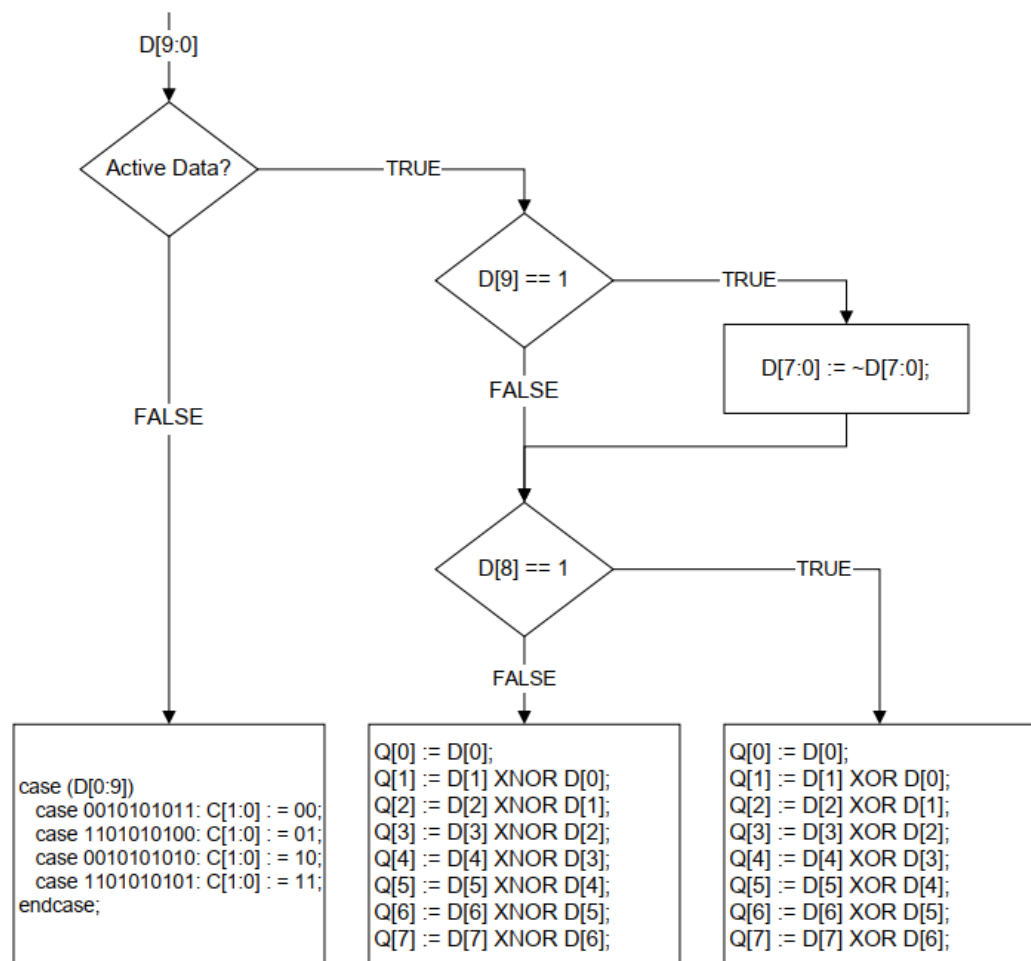 D[9:0]
Active Data?
TRUE
D[9] == 1
TRUE
D[7:0] := ~D[7:0];
FALSE
FALSE
D[8] == 1
TRUE
FALSE
case (D[0:9])
case 0010101011: C[1:0] : = 00;
case 1101010100: C[1:0] : = 01;
case 0010101010: C[1:0] : = 10;
case 1101010101: C[1:0] : = 11;
endcase;
Q[0] := D[0];
Q[1] := D[1] XNOR D[0];
Q[2] := D[2] XNOR D[1];
Q[3] := D[3] XNOR D[2];
Q[4] := D[4] XNOR D[3];
Q[5] := D[5] XNOR D[4];
Q[6] := D[6] XNOR D[5];
Q[7] := D[7] XNOR D[6];
Q[0] := D[0];
Q[1] := D[1] XOR D[0];
Q[2] := D[2] XOR D[1];
Q[3] := D[3] XOR D[2];
Q[4] := D[4] XOR D[3];
Q[5] := D[5] XOR D[4];
Q[6] := D[6] XOR D[5];
Q[7] := D[7] XOR D[6];